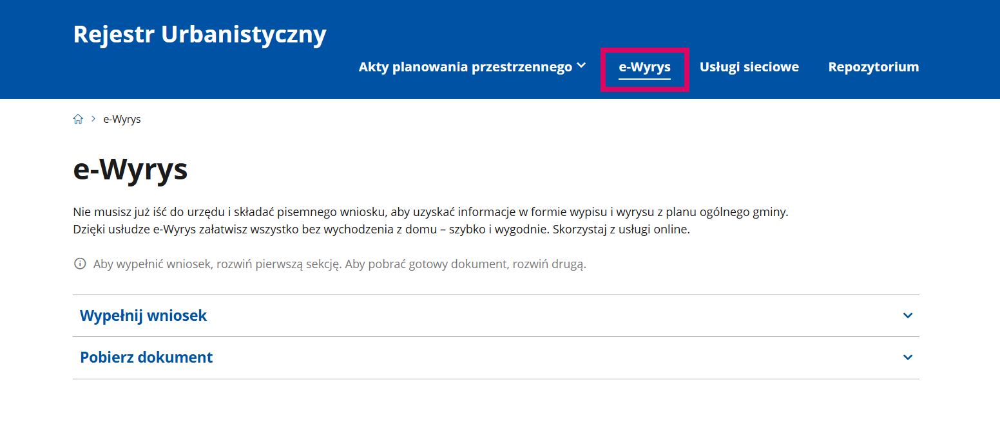 Rejestr Urbanistyczny
Akty planowania przestrzennego
e-Wyrys
Usługi sieciowe
Repozytorium
e-Wyrys
e-Wyrys
Nie musisz już iść do urzędu i składać pisemnego wniosku, aby uzyskać informacje w formie wypisu i wyrysu z planu ogólnego gminy.
Dzięki usłudze e-Wyrys załatwisz wszystko bez wychodzenia z domu – szybko i wygodnie. Skorzystaj z usługi online.
Aby wypełnić wniosek, rozwiń pierwszą sekcję. Aby pobrać gotowy dokument, rozwiń drugą.
Wypełnij wniosek
Pobierz dokument